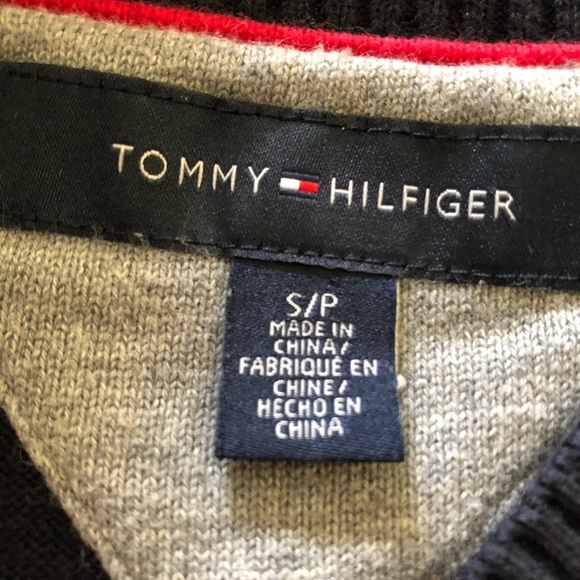 TOMMY HILFIGER
S/P
MADE IN
CHINA/
FABRIQUÉ EN
CHINE/
HECHO EN
CHINA